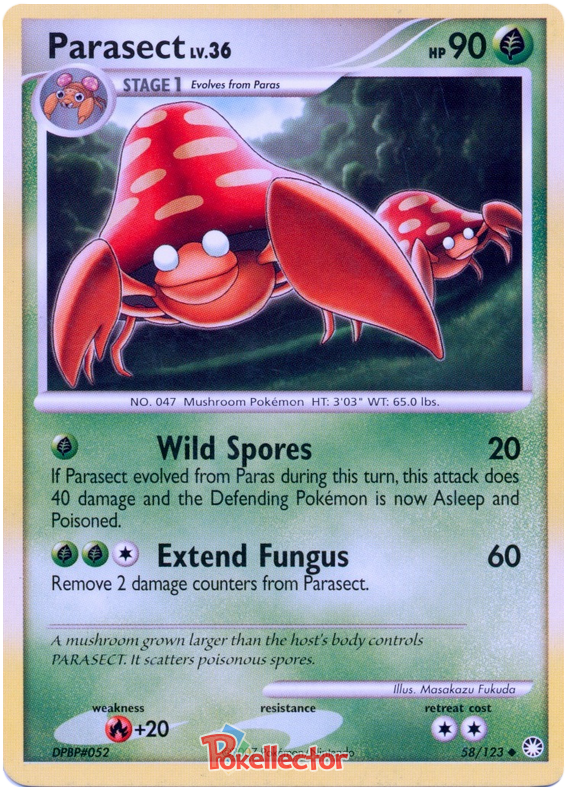 Parasect LV.36 HP 90
STAGE 1 Evolves from Paras
NO. 047 Mushroom Pokémon HT: 3'03" WT: 65.0 lbs.
Wild Spores 20
If Parasect evolved from Paras during this turn, this attack does
40 damage and the Defending Pokémon is now Asleep and
Poisoned.
Extend Fungus 60
Remove 2 damage counters from Parasect.
A mushroom grown larger than the host's body controls
PARASECT. It scatters poisonous spores.
Illus. Masakazu Fukuda
weakness resistance retreat cost
+20
DPBP#052 58/123
Pokellector